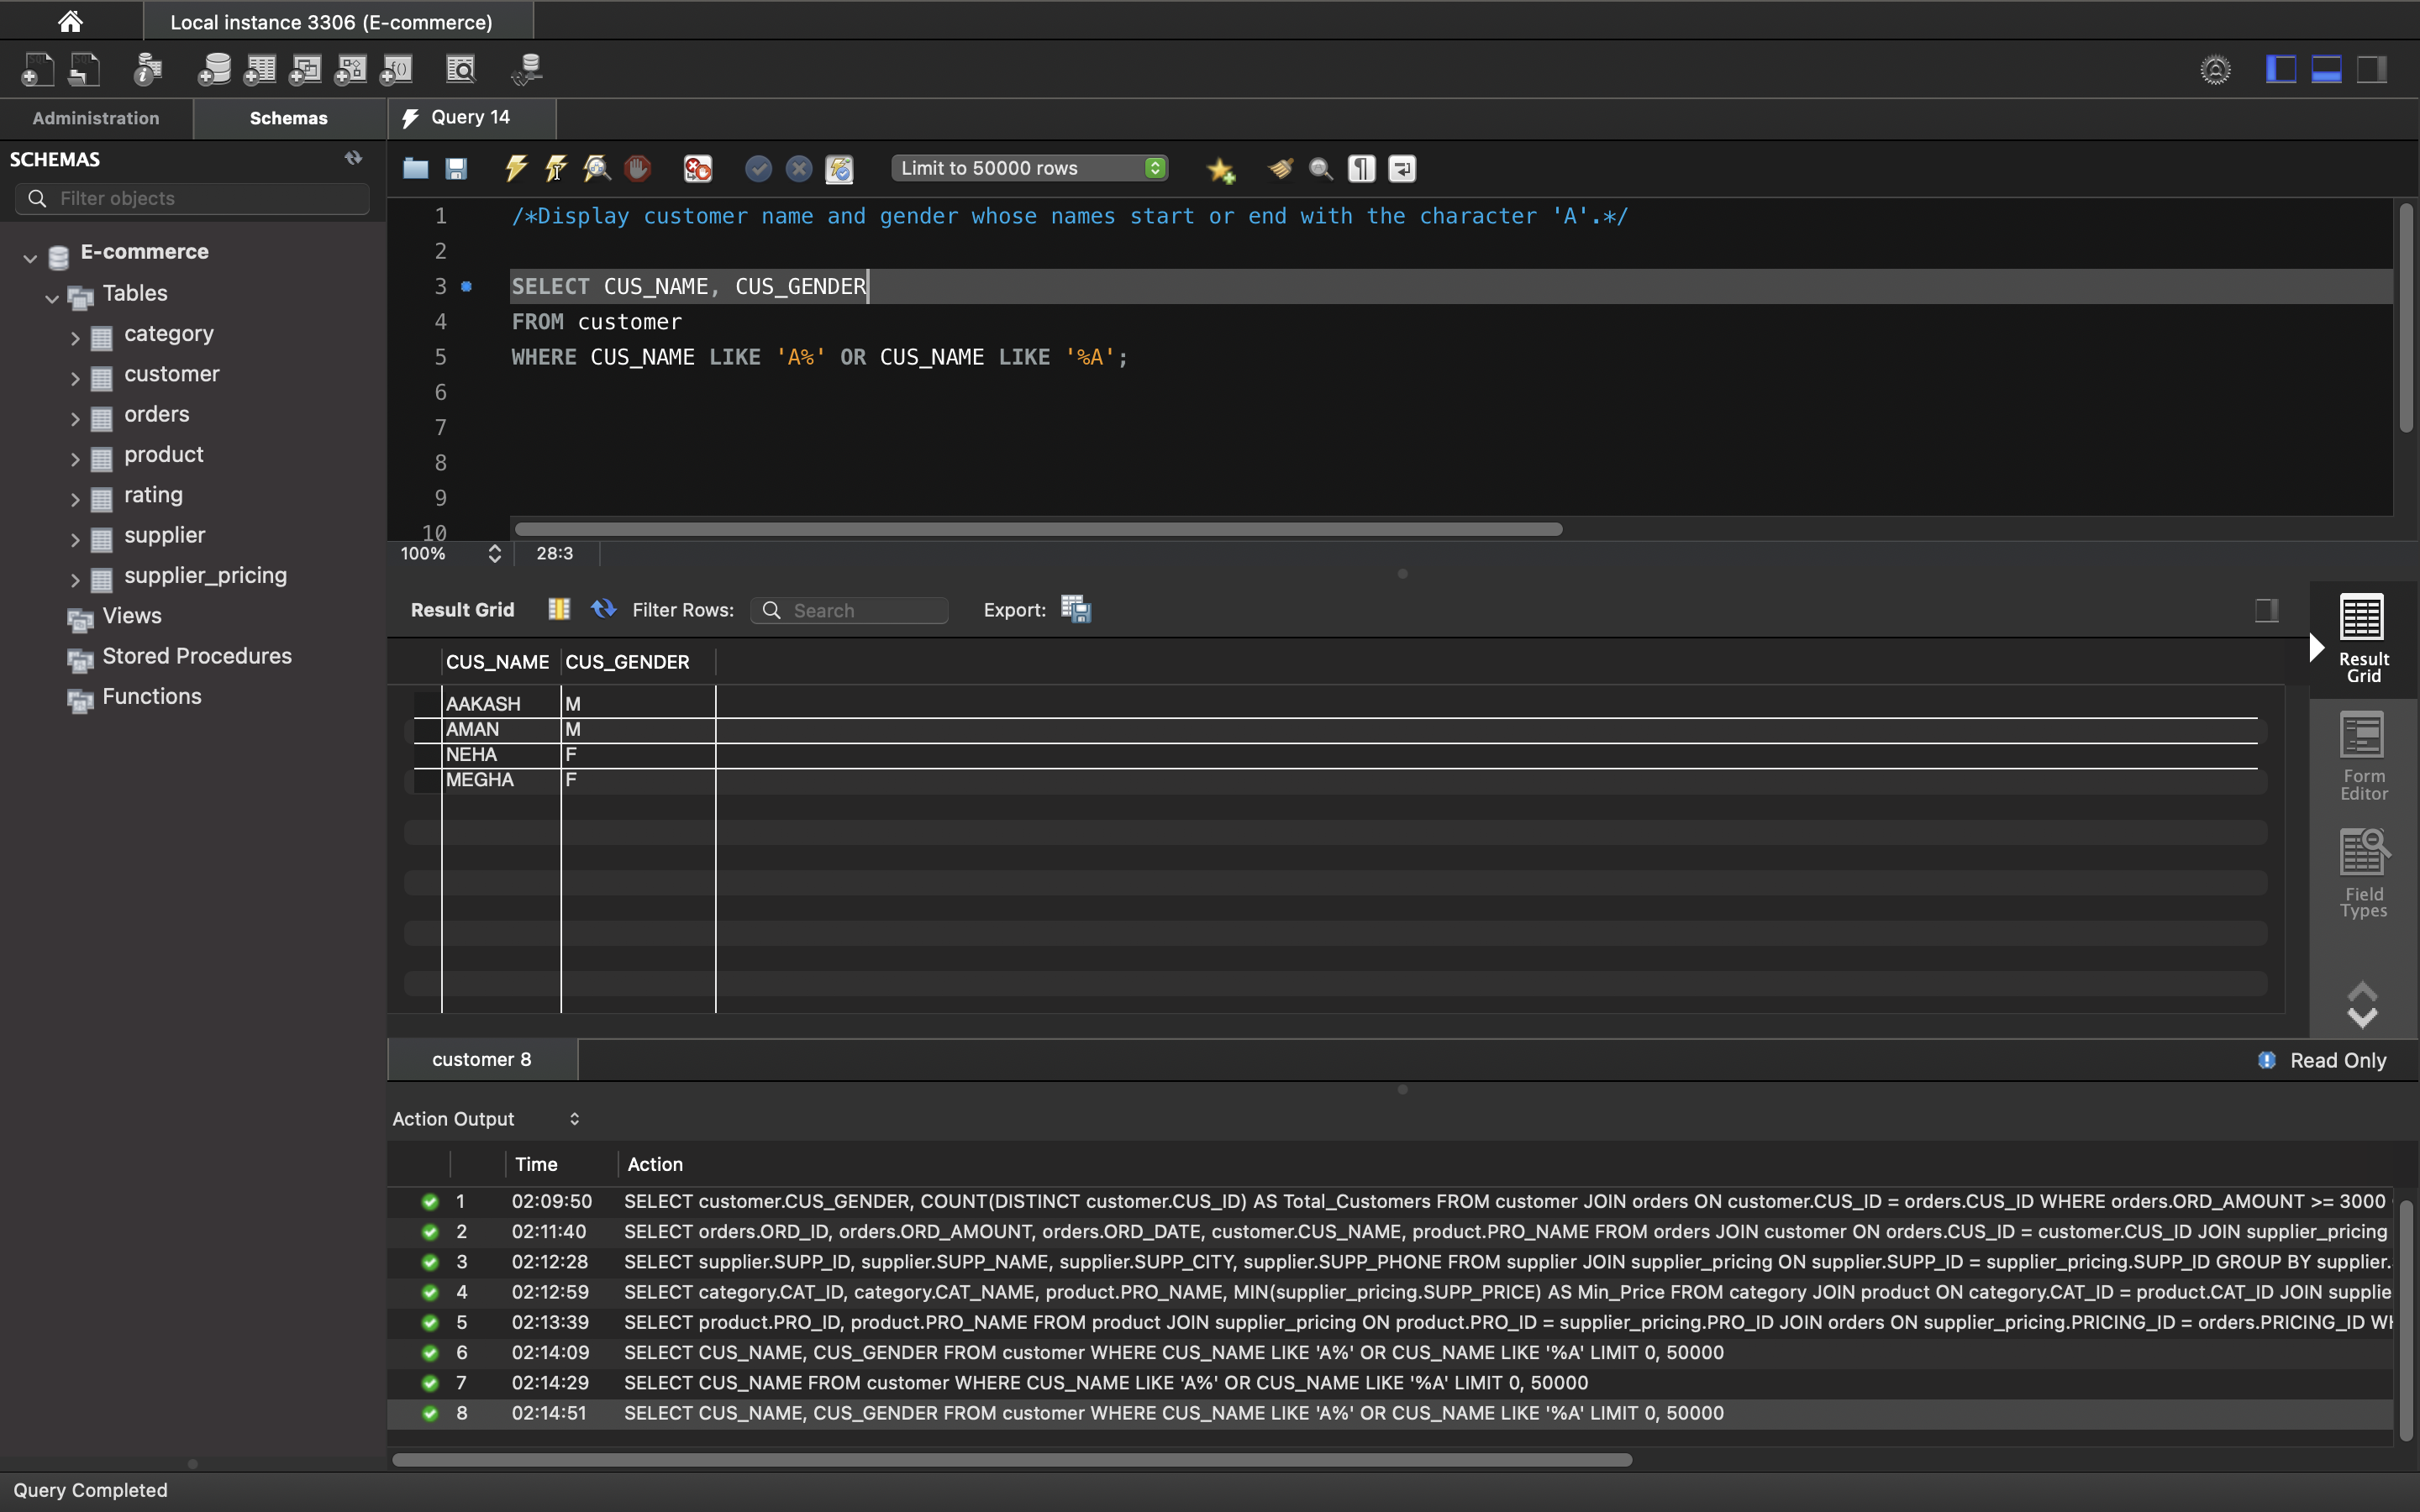 Local instance 3306 (E-commerce)
Administration
Schemas
Query 14
SCHEMAS
Filter objects
E-commerce
Tables
category
customer
orders
product
rating
supplier
supplier_pricing
Views
Stored Procedures
Functions
Limit to 50000 rows
1 /*Display customer name and gender whose names start or end with the character 'A'.*/
2
3 SELECT CUS_NAME, CUS_GENDER
4 FROM customer
5 WHERE CUS_NAME LIKE 'A%' OR CUS_NAME LIKE '%A';
6
7
8
9
10
100% 28:3
Result Grid Filter Rows: Search Export:
CUS_NAME CUS_GENDER
AAKASH M
AMAN M
NEHA F
MEGHA F
Result
Grid
Form
Editor
Field
Types
customer 8
Read Only
Action Output
Time Action
1 02:09:50 SELECT customer.CUS_GENDER, COUNT(DISTINCT customer.CUS_ID) AS Total_Customers FROM customer JOIN orders ON customer.CUS_ID = orders.CUS_ID WHERE orders.ORD_AMOUNT >= 3000
2 02:11:40 SELECT orders.ORD_ID, orders.ORD_AMOUNT, orders.ORD_DATE, customer.CUS_NAME, product.PRO_NAME FROM orders JOIN customer ON orders.CUS_ID = customer.CUS_ID JOIN supplier_pricing
3 02:12:28 SELECT supplier.SUPP_ID, supplier.SUPP_NAME, supplier.SUPP_CITY, supplier.SUPP_PHONE FROM supplier JOIN supplier_pricing ON supplier.SUPP_ID = supplier_pricing.SUPP_ID GROUP BY supplier.
4 02:12:59 SELECT category.CAT_ID, category.CAT_NAME, product.PRO_NAME, MIN(supplier_pricing.SUPP_PRICE) AS Min_Price FROM category JOIN product ON category.CAT_ID = product.CAT_ID JOIN supplie
5 02:13:39 SELECT product.PRO_ID, product.PRO_NAME FROM product JOIN supplier_pricing ON product.PRO_ID = supplier_pricing.PRO_ID JOIN orders ON supplier_pricing.PRICING_ID = orders.PRICING_ID WH
6 02:14:09 SELECT CUS_NAME, CUS_GENDER FROM customer WHERE CUS_NAME LIKE 'A%' OR CUS_NAME LIKE '%A' LIMIT 0, 50000
7 02:14:29 SELECT CUS_NAME FROM customer WHERE CUS_NAME LIKE 'A%' OR CUS_NAME LIKE '%A' LIMIT 0, 50000
8 02:14:51 SELECT CUS_NAME, CUS_GENDER FROM customer WHERE CUS_NAME LIKE 'A%' OR CUS_NAME LIKE '%A' LIMIT 0, 50000
Query Completed